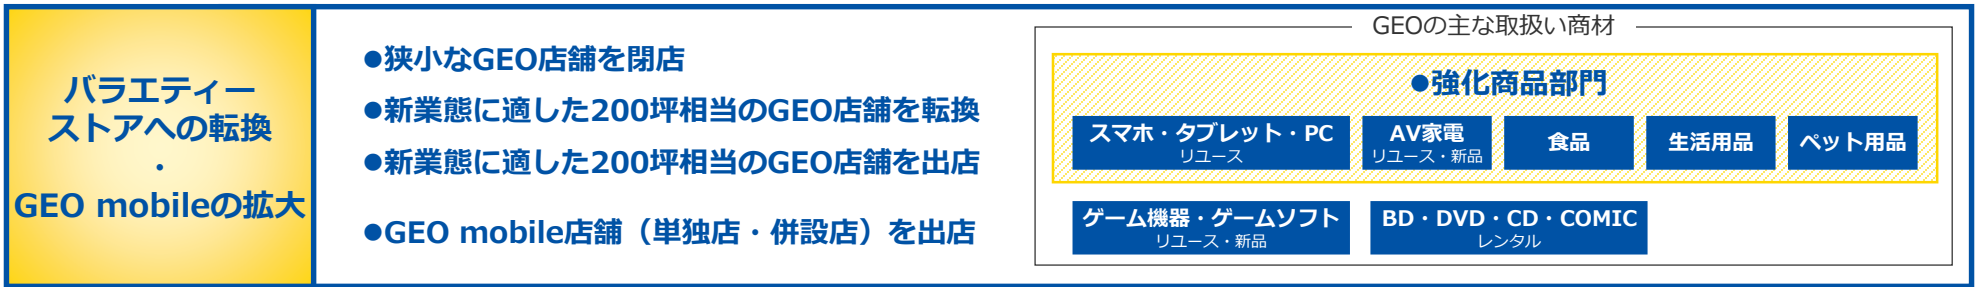 バラエティー
ストアへの転換
・
GEO mobileの拡大
●狭小なGEO店舗を閉店
●新業態に適した200坪相当のGEO店舗を転換
●新業態に適した200坪相当のGEO店舗を出店
●GEO mobile店舗（単独店・併設店）を出店
GEOの主な取扱い商材
●強化商品部門
スマホ・タブレット・PC
リユース
AV家電
リユース・新品
食品
生活用品
ペット用品
ゲーム機器・ゲームソフト
リユース・新品
BD・DVD・CD・COMIC
レンタル